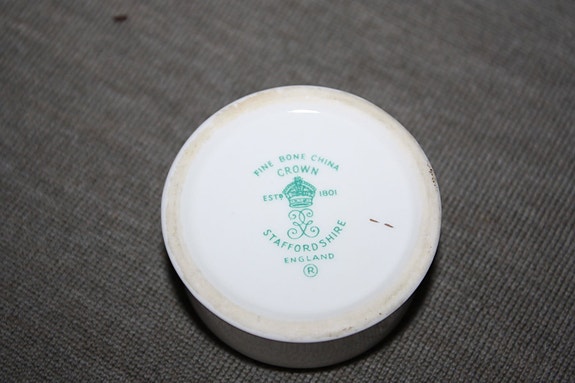 FINE BONE CHINA
CROWN
ESTD 1801
STAFFORDSHIRE
ENGLAND
®